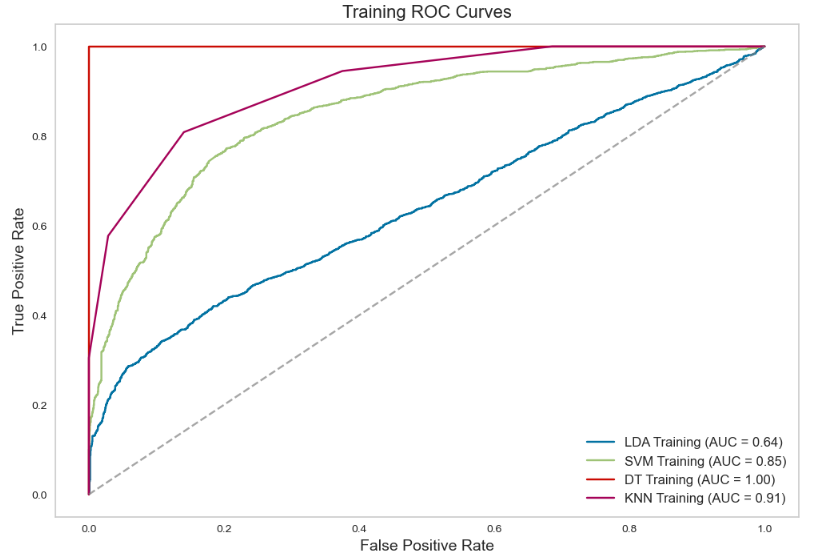 Training ROC Curves
True Positive Rate
1.0
0.8
0.6
0.4
0.2
0.0
LDA Training (AUC = 0.64)
SVM Training (AUC = 0.85)
DT Training (AUC = 1.00)
KNN Training (AUC = 0.91)
0.0 0.2 0.4 0.6 0.8 1.0
False Positive Rate